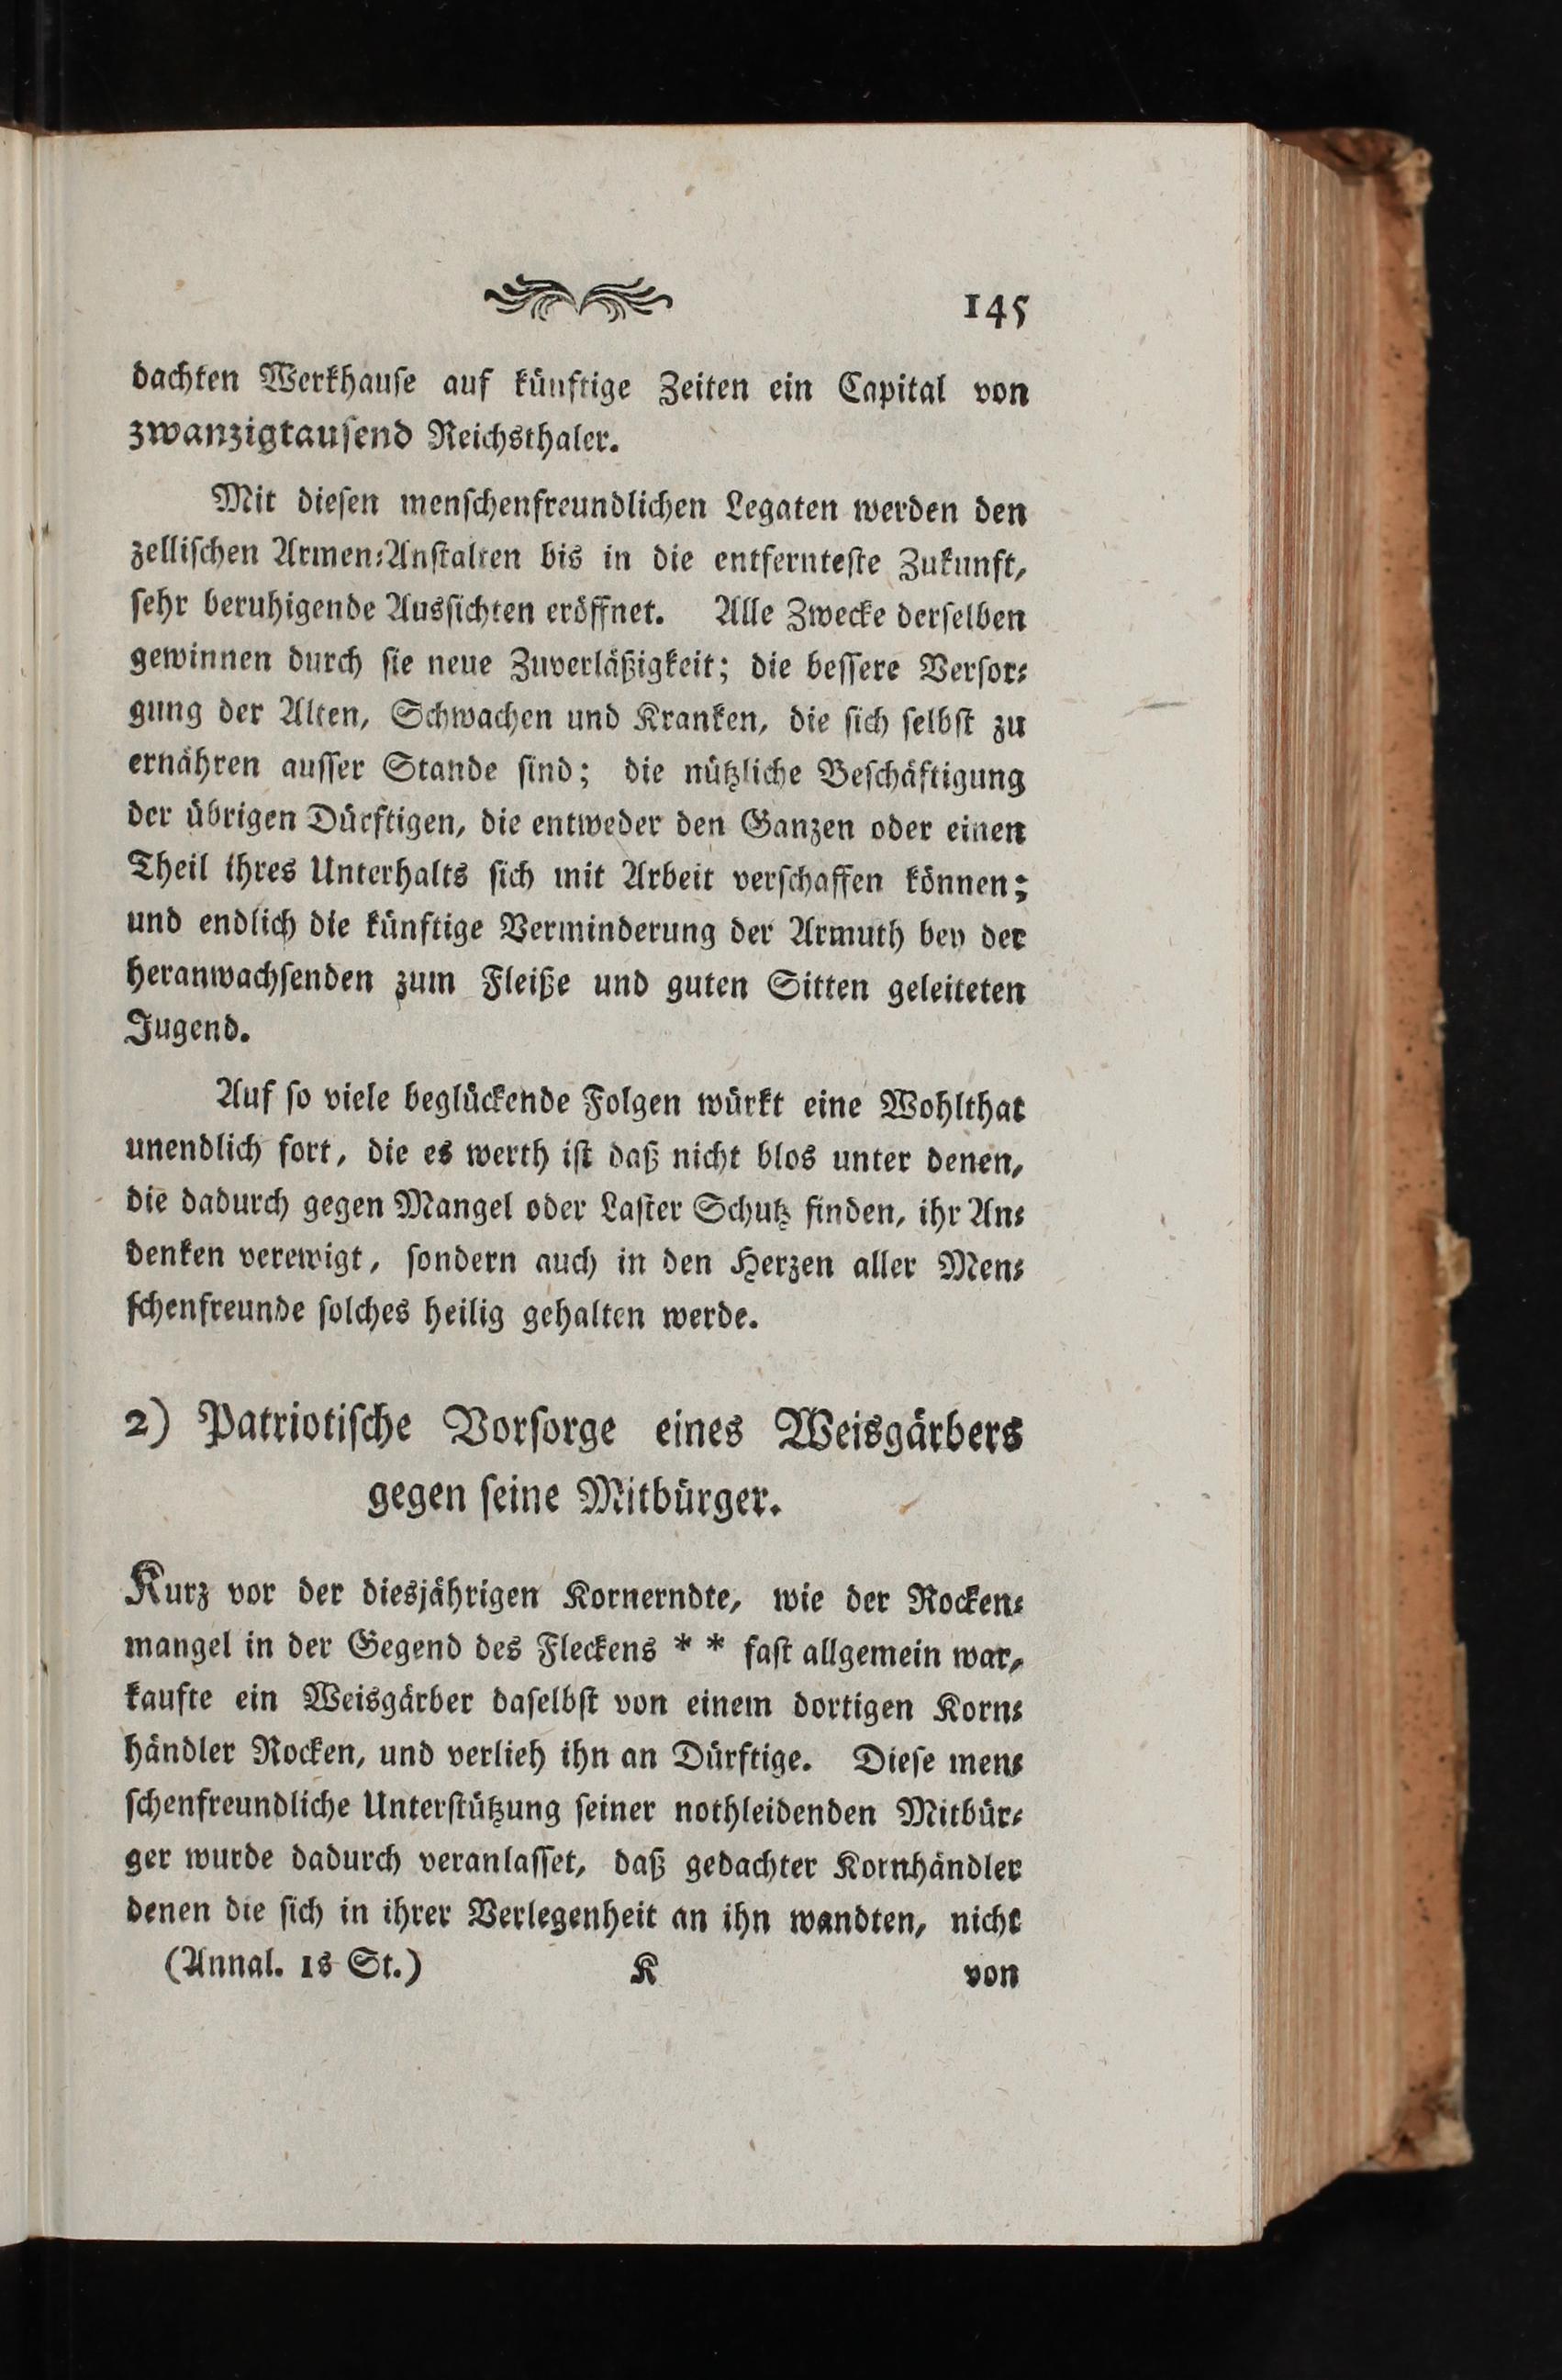 145
dachten Werkhauſe auf künftige Zeiten ein Capital von
zwanzigtauſend Reichsthaler.
Mit dieſen menſchenfreundlichen Legaten werden den
zelliſchen Armen⸗Anſtalten bis in die entfernteſte Zukunft,
ſehr beruhigende Ausſichten eröffnet. Alle Zwecke derſelben
gewinnen durch ſie neue Zuverläßigkeit; die beſſere Verſor⸗
gung der Alten, Schwachen und Kranken, die ſich ſelbſt zu
ernähren auſſer Stande ſind; die nützliche Beſchäftigung
der übrigen Dürftigen, die entweder den Ganzen oder einen
Theil ihres Unterhalts ſich mit Arbeit verſchaffen können;
und endlich die künftige Verminderung der Armuth bey der
heranwachſenden zum Fleiße und guten Sitten geleiteten
Jugend.
Auf ſo viele beglückende Folgen würkt eine Wohlthat
unendlich fort, die es werth iſt daß nicht blos unter denen,
die dadurch gegen Mangel oder Laſter Schutz finden, ihr An⸗
denken verewigt, ſondern auch in den Herzen aller Men⸗
ſchenfreunde ſolches heilig gehalten werde.
2) Patriotiſche Vorſorge eines Weisgärbers
gegen ſeine Mitbürger.
Kurz vor der diesjährigen Kornerndte, wie der Rocken⸗
mangel in der Gegend des Fleckens * * faſt allgemein war,
kaufte ein Weisgärber daſelbſt von einem dortigen Korn⸗
händler Rocken, und verlieh ihn an Dürftige. Dieſe men⸗
ſchenfreundliche Unterſtützung ſeiner nothleidenden Mitbür⸗
ger wurde dadurch veranlaſſet, daß gedachter Kornhändler
denen die ſich in ihrer Verlegenheit an ihn wandten, nicht
(Annal. 1s St.) K von